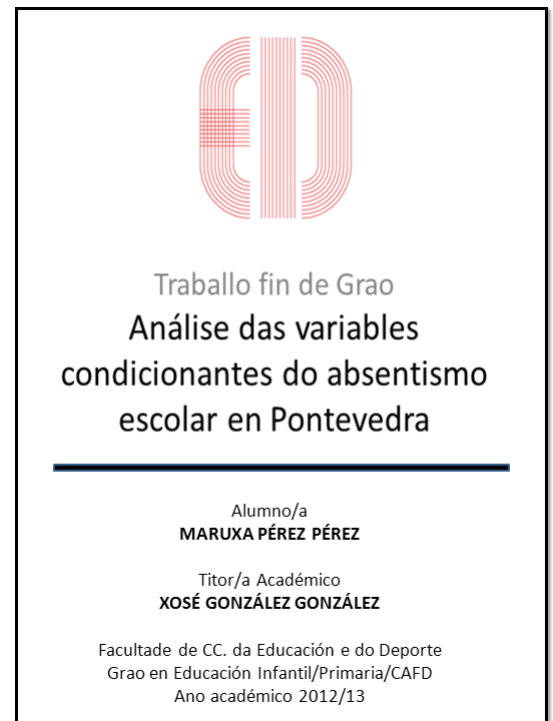 Traballo fin de Grao
Análise das variables
condicionantes do absentismo
escolar en Pontevedra
Alumno/a
MARUXA PÉREZ PÉREZ
Titor/a Académico
XOSÉ GONZÁLEZ GONZÁLEZ
Facultade de CC. da Educación e do Deporte
Grao en Educación Infantil/Primaria/CAFD
Ano académico 2012/13